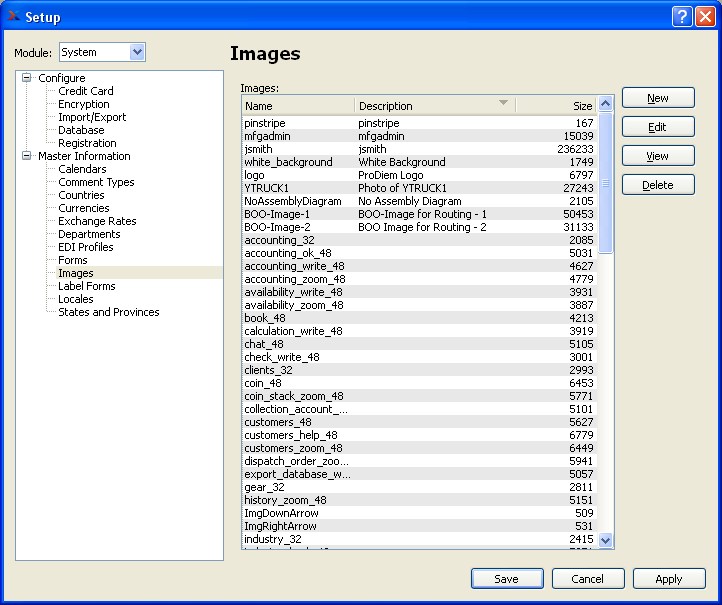 Setup
Images
Module: System
Configure
Credit Card
Encryption
Import/Export
Database
Registration
Master Information
Calendars
Comment Types
Countries
Currencies
Exchange Rates
Departments
EDI Profiles
Forms
Images
Label Forms
Locales
States and Provinces
Images:
Name Description Size
pinstripe pinstripe 167
mfgadmin mfgadmin 15039
jsmith jsmith 236233
white_background White Background 1749
logo ProDiem Logo 6797
YTRUCK1 Photo of YTRUCK1 27243
NoAssemblyDiagram No Assembly Diagram 2105
BOO-Image-1 BOO-Image for Routing - 1 50453
BOO-Image-2 BOO Image for Routing - 2 31133
accounting_32 2085
accounting_ok_48 5031
accounting_write_48 4627
accounting_zoom_48 4779
availability_write_48 3931
availability_zoom_48 3887
book_48 4213
calculation_write_48 3919
chat_48 5105
check_write_48 3001
clients_32 2993
coin_48 6453
coin_stack_zoom_48 5771
collection_account_... 5101
customers_48 5627
customers_help_48 6779
customers_zoom_48 6449
dispatch_order_zoo... 5941
export_database_w... 5057
gear_32 2811
history_zoom_48 5151
ImgDownArrow 509
ImgRightArrow 531
industry_32 2415
New
Edit
View
Delete
Save Cancel Apply